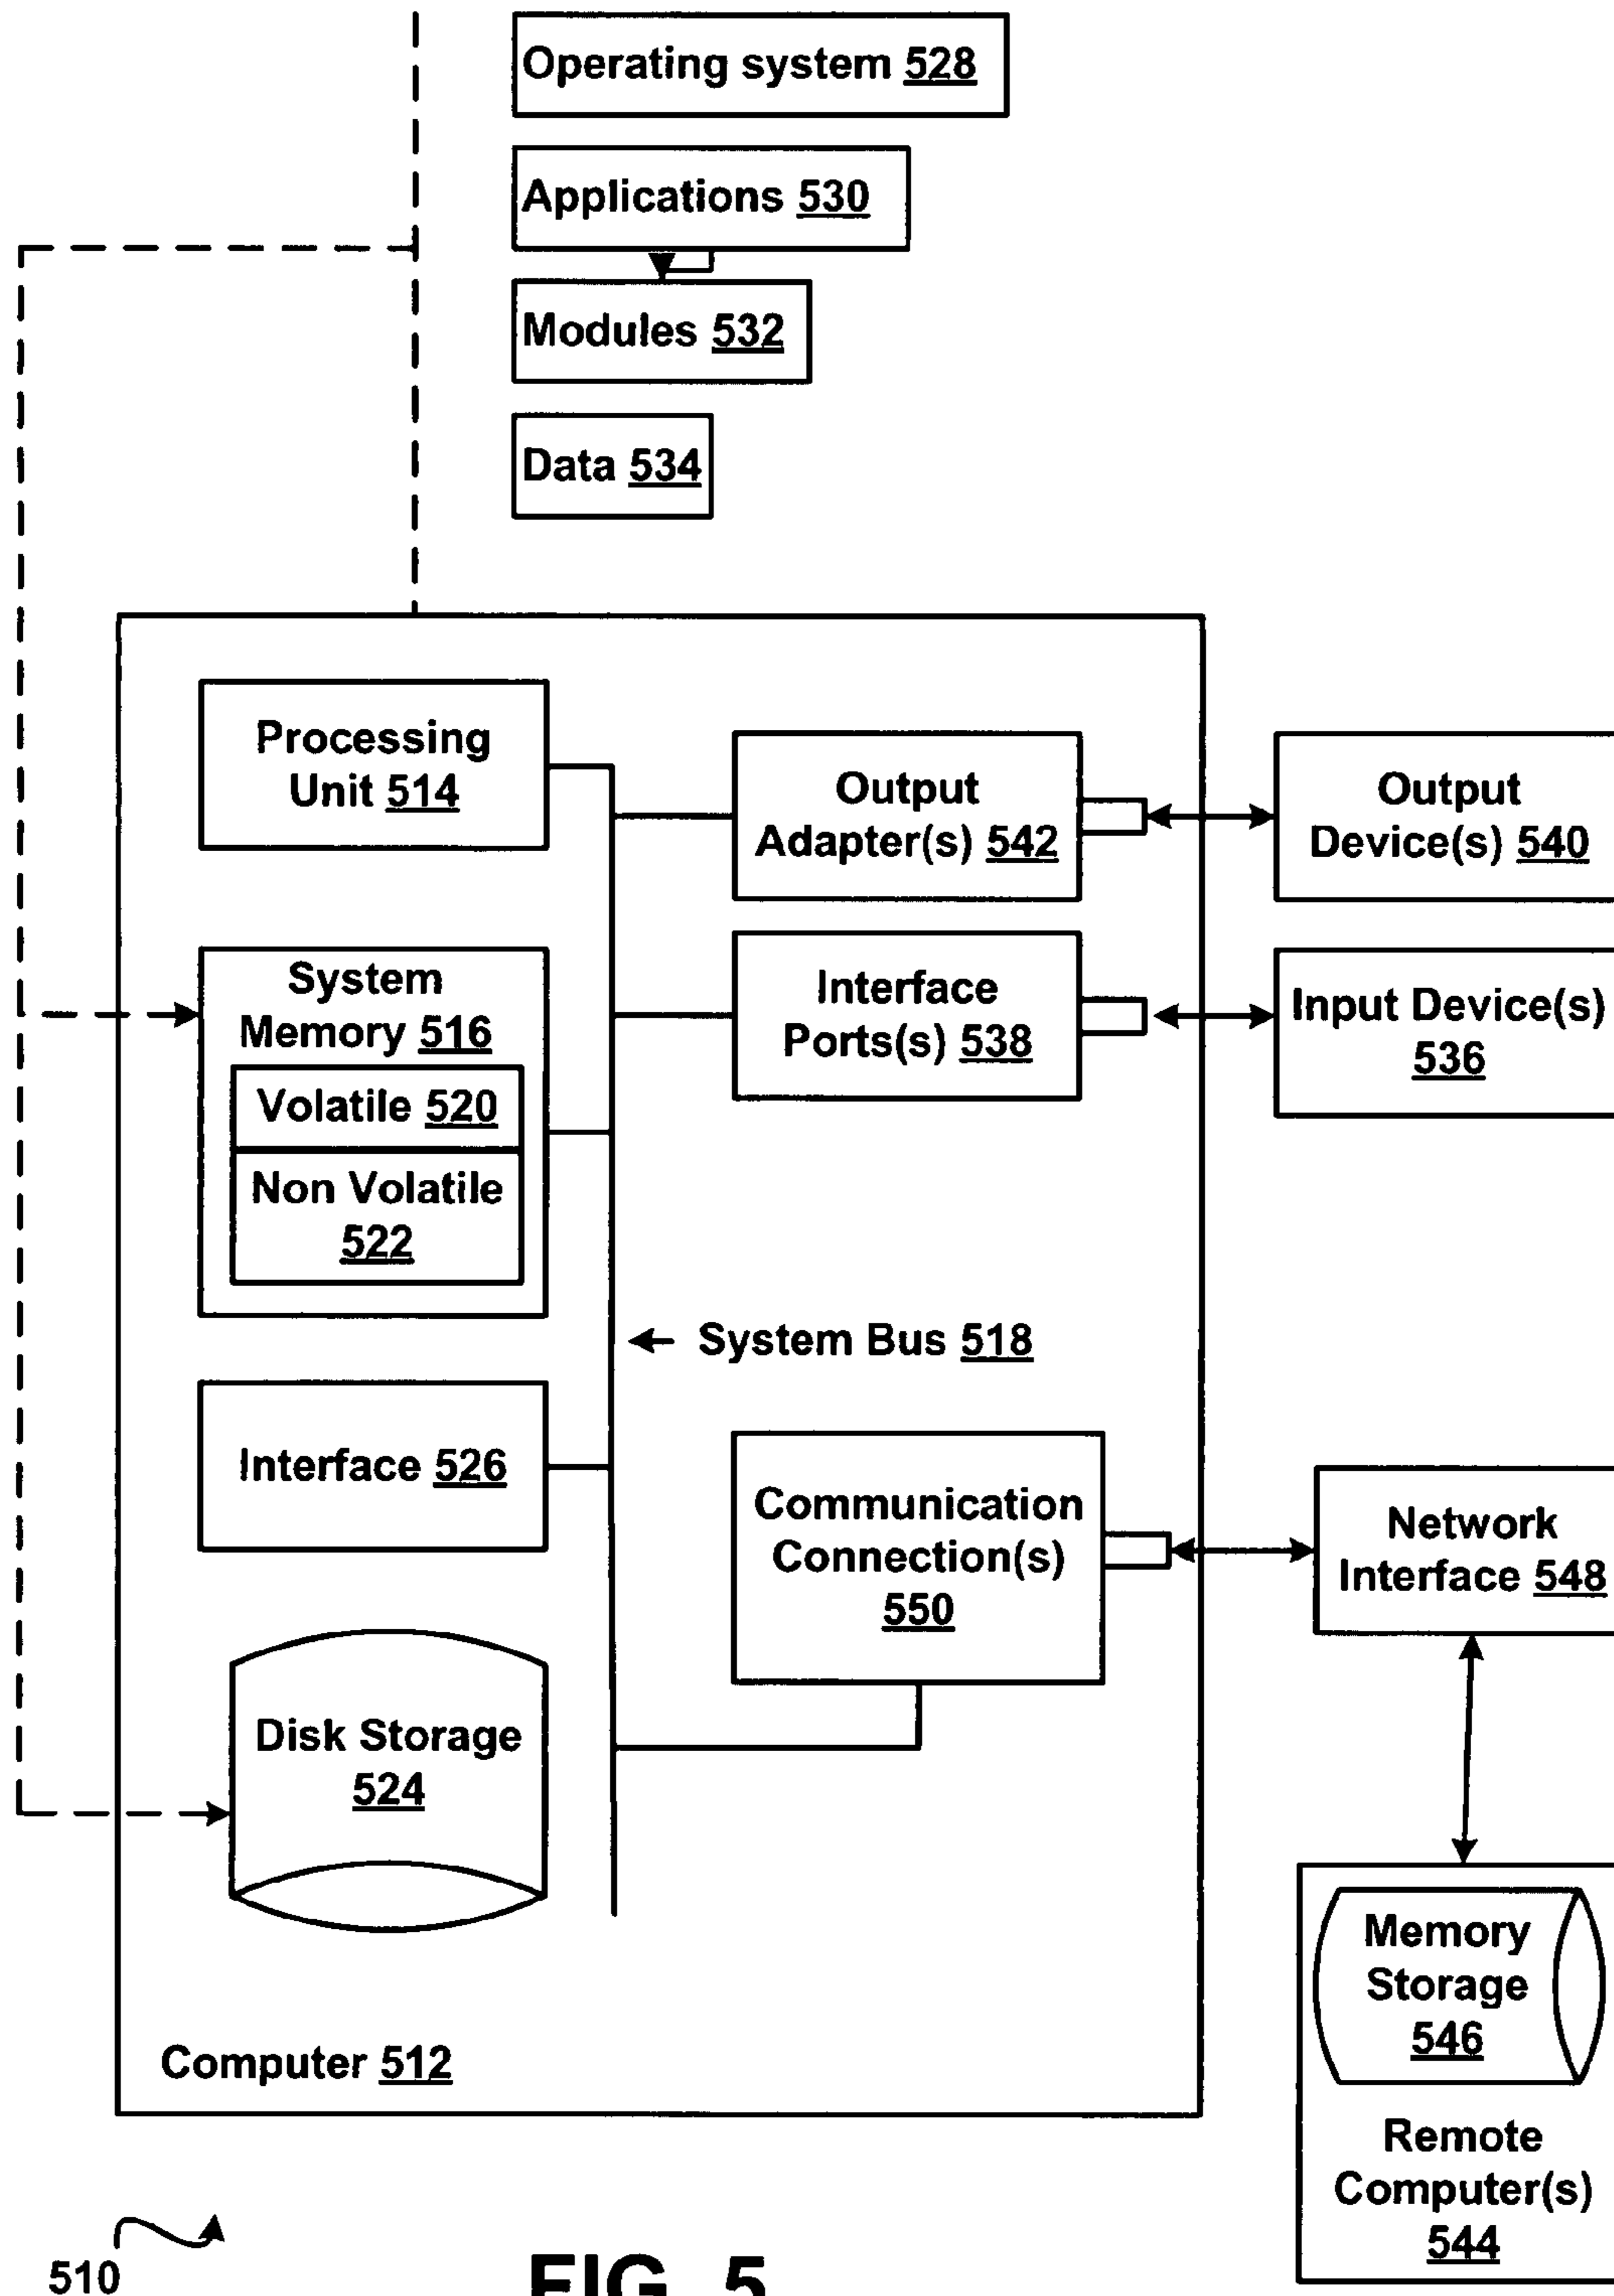 Operating system 528
Applications 530
Modules 532
Data 534
Processing
Unit 514
Output
Adapter(s) 542
Output
Device(s) 540
System
Memory 516
Volatile 520
Non Volatile
522
Interface
Ports(s) 538
Input Device(s)
536
System Bus 518
Interface 526
Communication
Connection(s)
550
Network
Interface 548
Disk Storage
524
Memory
Storage
546
Remote
Computer(s)
544
Computer 512
510
FIG. 5